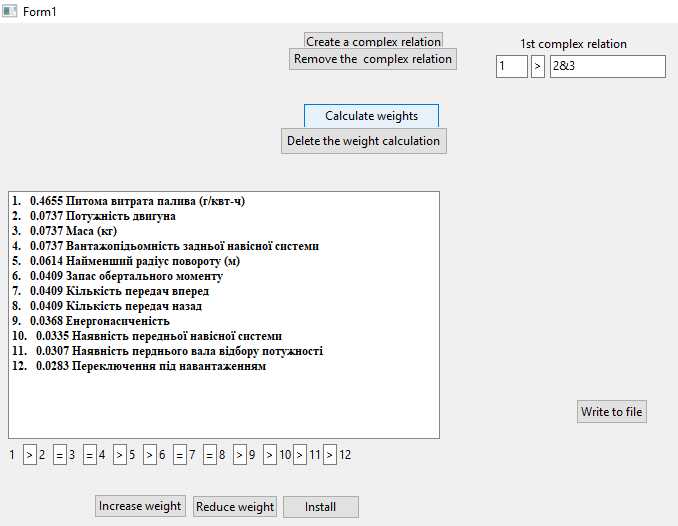 Form1
Create a complex relation
Remove the complex relation
1st complex relation
1 > 2&3
Calculate weights
Delete the weight calculation
1. 0.4655 Питома витрата палива (г/квт-ч)
2. 0.0737 Потужність двигуна
3. 0.0737 Маса (кг)
4. 0.0737 Вантажопідьомність задньої навісної системи
5. 0.0614 Найменший радіус повороту (м)
6. 0.0409 Запас обертального моменту
7. 0.0409 Кількість передач вперед
8. 0.0409 Кількість передач назад
9. 0.0368 Енергонасиченість
10. 0.0335 Наявність передньої навісної системи
11. 0.0307 Наявність перднього вала відбору потужності
12. 0.0283 Переключення під навантаженням
Write to file
1 > 2 = 3 = 4 > 5 > 6 = 7 = 8 > 9 > 10 > 11 > 12
Increase weight Reduce weight Install